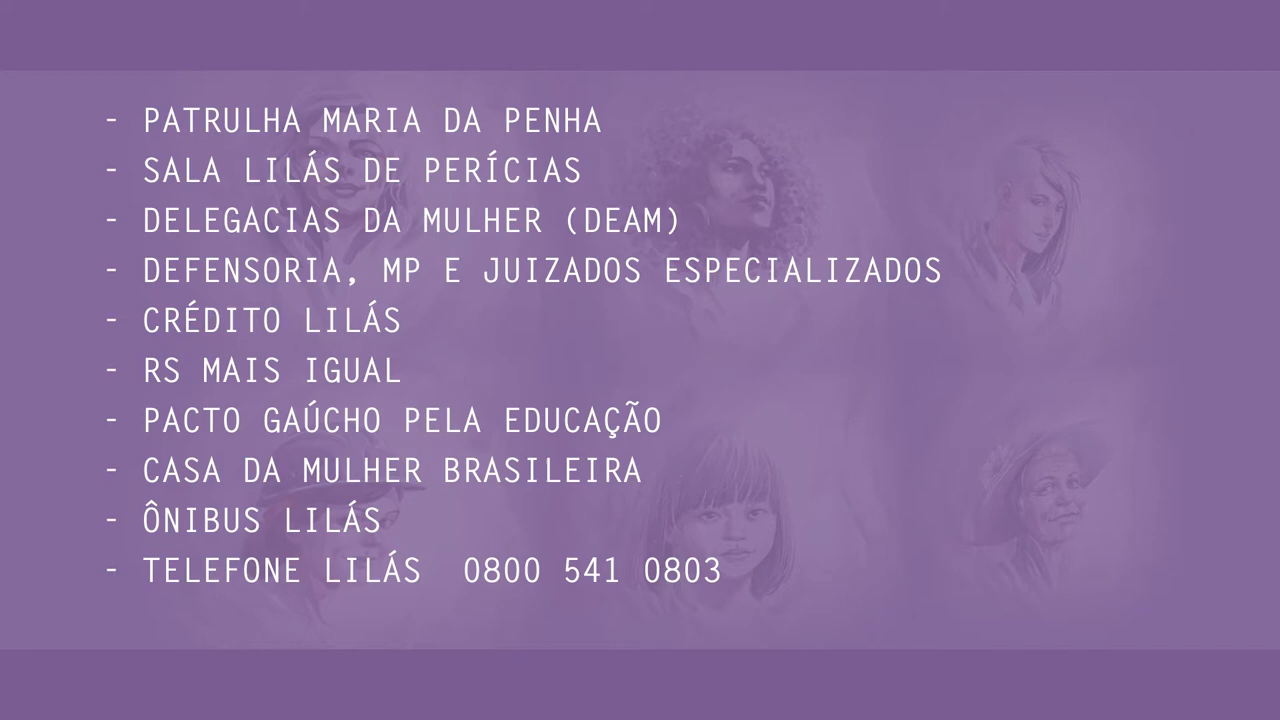 - PATRULHA MARIA DA PENHA
- SALA LILÁS DE PERÍCIAS
- DELEGACIAS DA MULHER (DEAM)
- DEFENSORIA, MP E JUIZADOS ESPECIALIZADOS
- CRÉDITO LILÁS
- RS MAIS IGUAL
- PACTO GAÚCHO PELA EDUCAÇÃO
- CASA DA MULHER BRASILEIRA
- ÔNIBUS LILÁS
- TELEFONE LILÁS  0800 541 0803